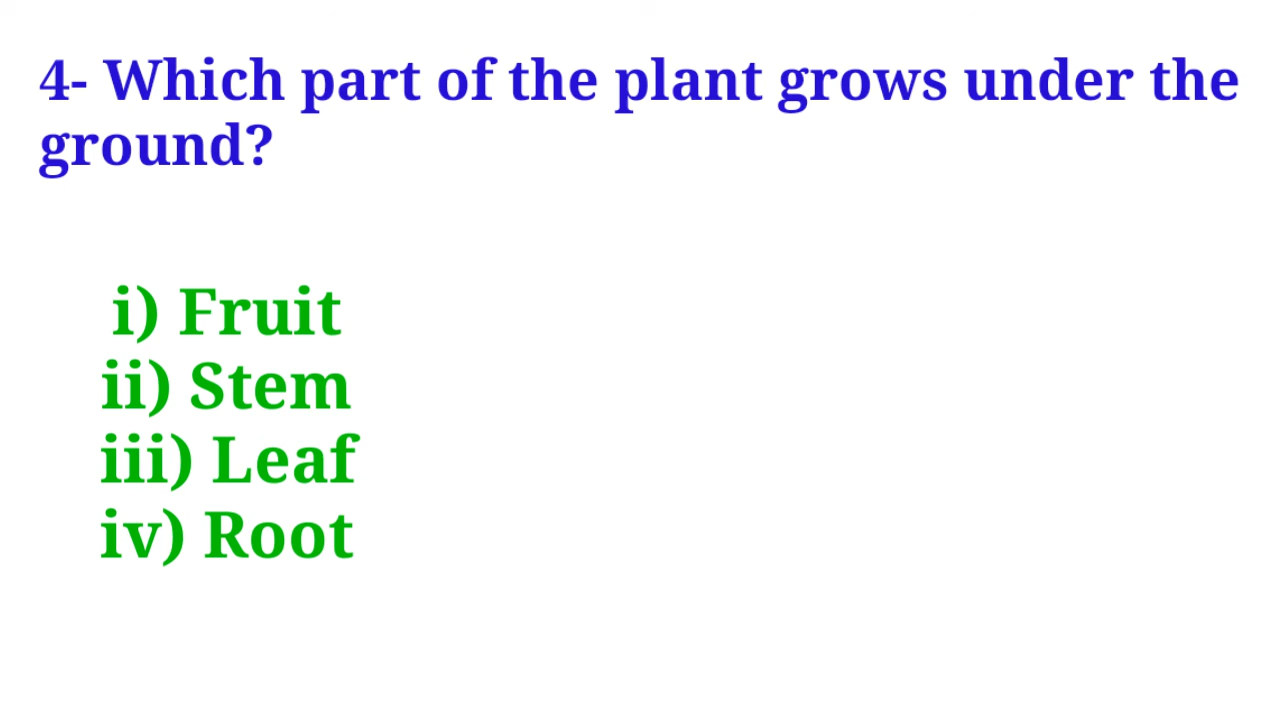 4- Which part of the plant grows under the
ground?
i) Fruit
ii) Stem
iii) Leaf
iv) Root